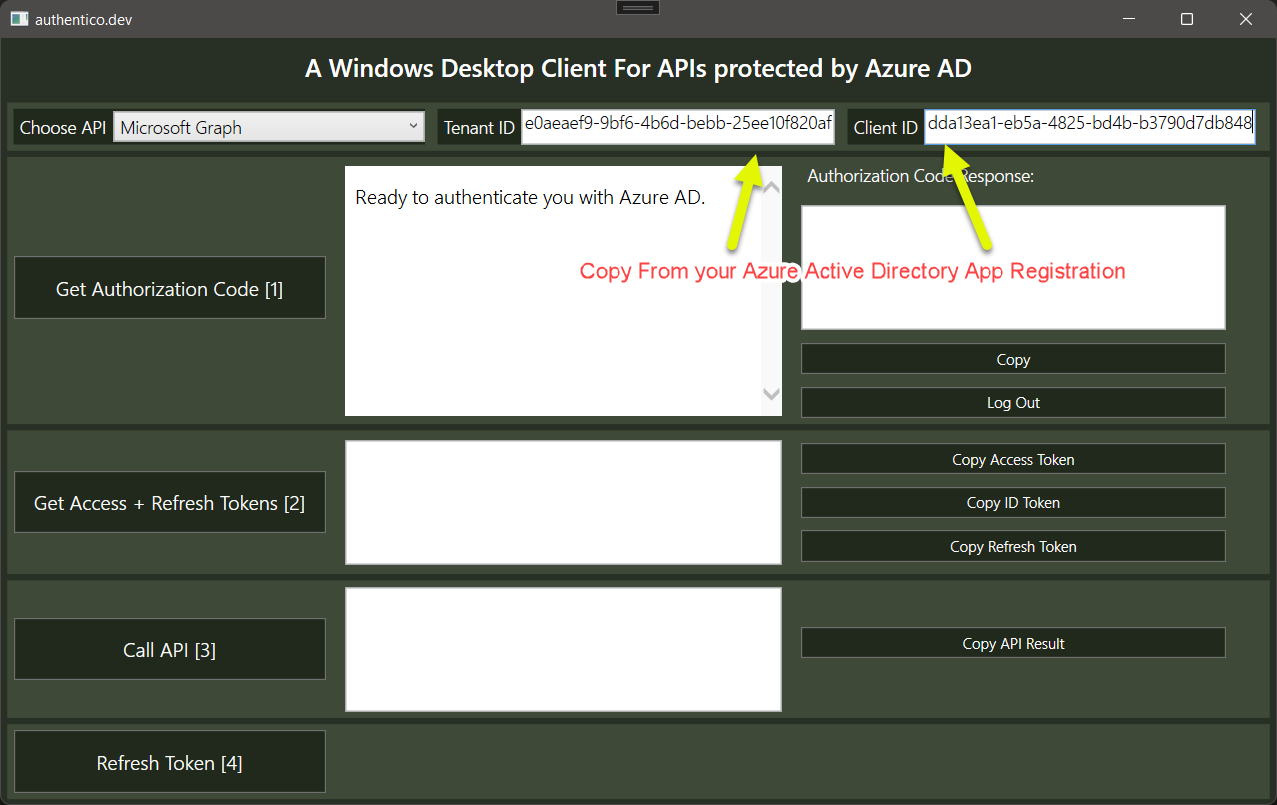 authentico.dev
A Windows Desktop Client For APIs protected by Azure AD
Choose API Microsoft Graph Tenant ID e0aeaef9-9bf6-4b6d-bebb-25ee10f820af Client ID dda13ea1-eb5a-4825-bd4b-b3790d7db848
Ready to authenticate you with Azure AD.
Authorization Code Response:
Copy From your Azure Active Directory App Registration
Get Authorization Code [1]
Copy
Log Out
Get Access + Refresh Tokens [2]
Copy Access Token
Copy ID Token
Copy Refresh Token
Call API [3]
Copy API Result
Refresh Token [4]